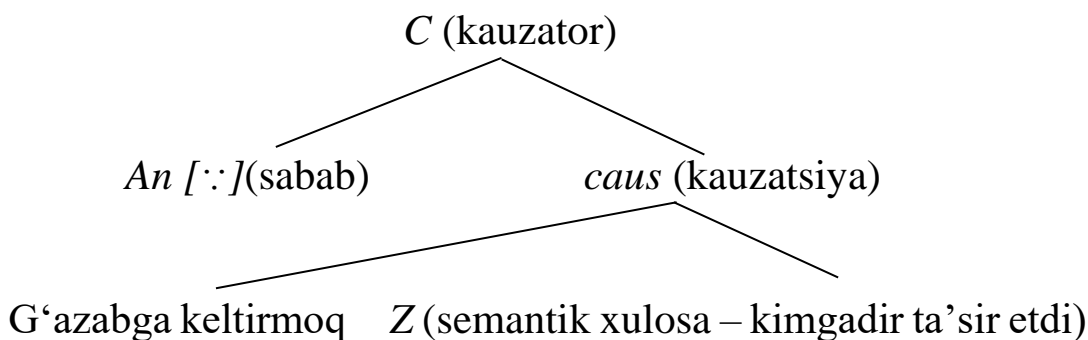 C (kauzator)
An [∵](sabab) caus (kauzatsiya)
G‘azabga keltirmoq Z (semantik xulosa – kimgadir ta’sir etdi)